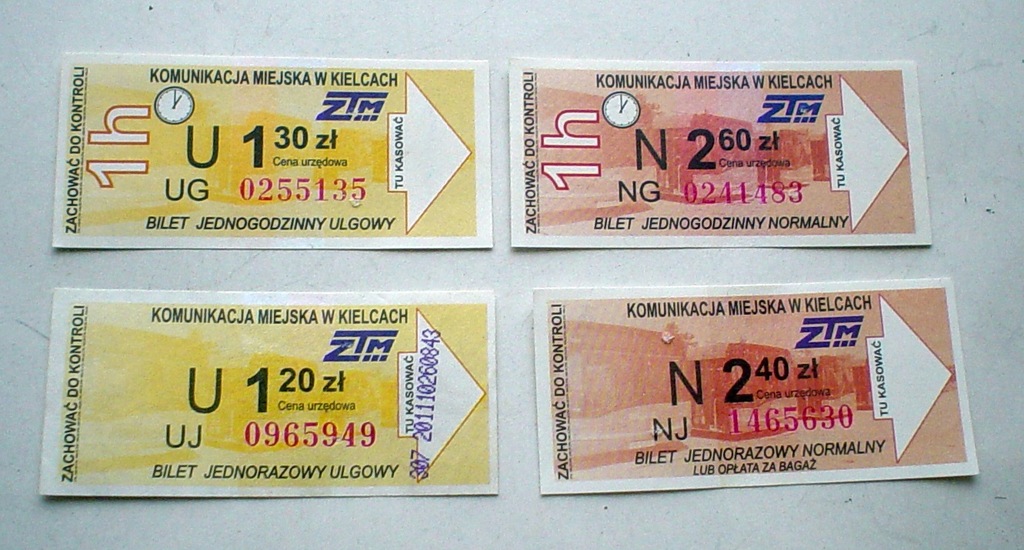 ZACHOWAĆ DO KONTROLI
KOMUNIKACJA MIEJSKA W KIELCACH
1h
ZTM
U 1 30 zł
Cena urzędowa
UG 0255135
BILET JEDNOGODZINNY ULGOWY
TU KASOWAĆ
ZACHOWAĆ DO KONTROLI
KOMUNIKACJA MIEJSKA W KIELCACH
1h
ZTM
N 2 60 zł
Cena urzędowa
NG 0241483
BILET JEDNOGODZINNY NORMALNY
TU KASOWAĆ
ZACHOWAĆ DO KONTROLI
KOMUNIKACJA MIEJSKA W KIELCACH
ZTM
U 1 20 zł
Cena urzędowa
UJ 0965949
BILET JEDNORAZOWY ULGOWY
TU KASOWAĆ
307 201110260843
ZACHOWAĆ DO KONTROLI
KOMUNIKACJA MIEJSKA W KIELCACH
ZTM
N 2 40 zł
Cena urzędowa
NJ 1465630
BILET JEDNORAZOWY NORMALNY
LUB OPŁATA ZA BAGAŻ
TU KASOWAĆ